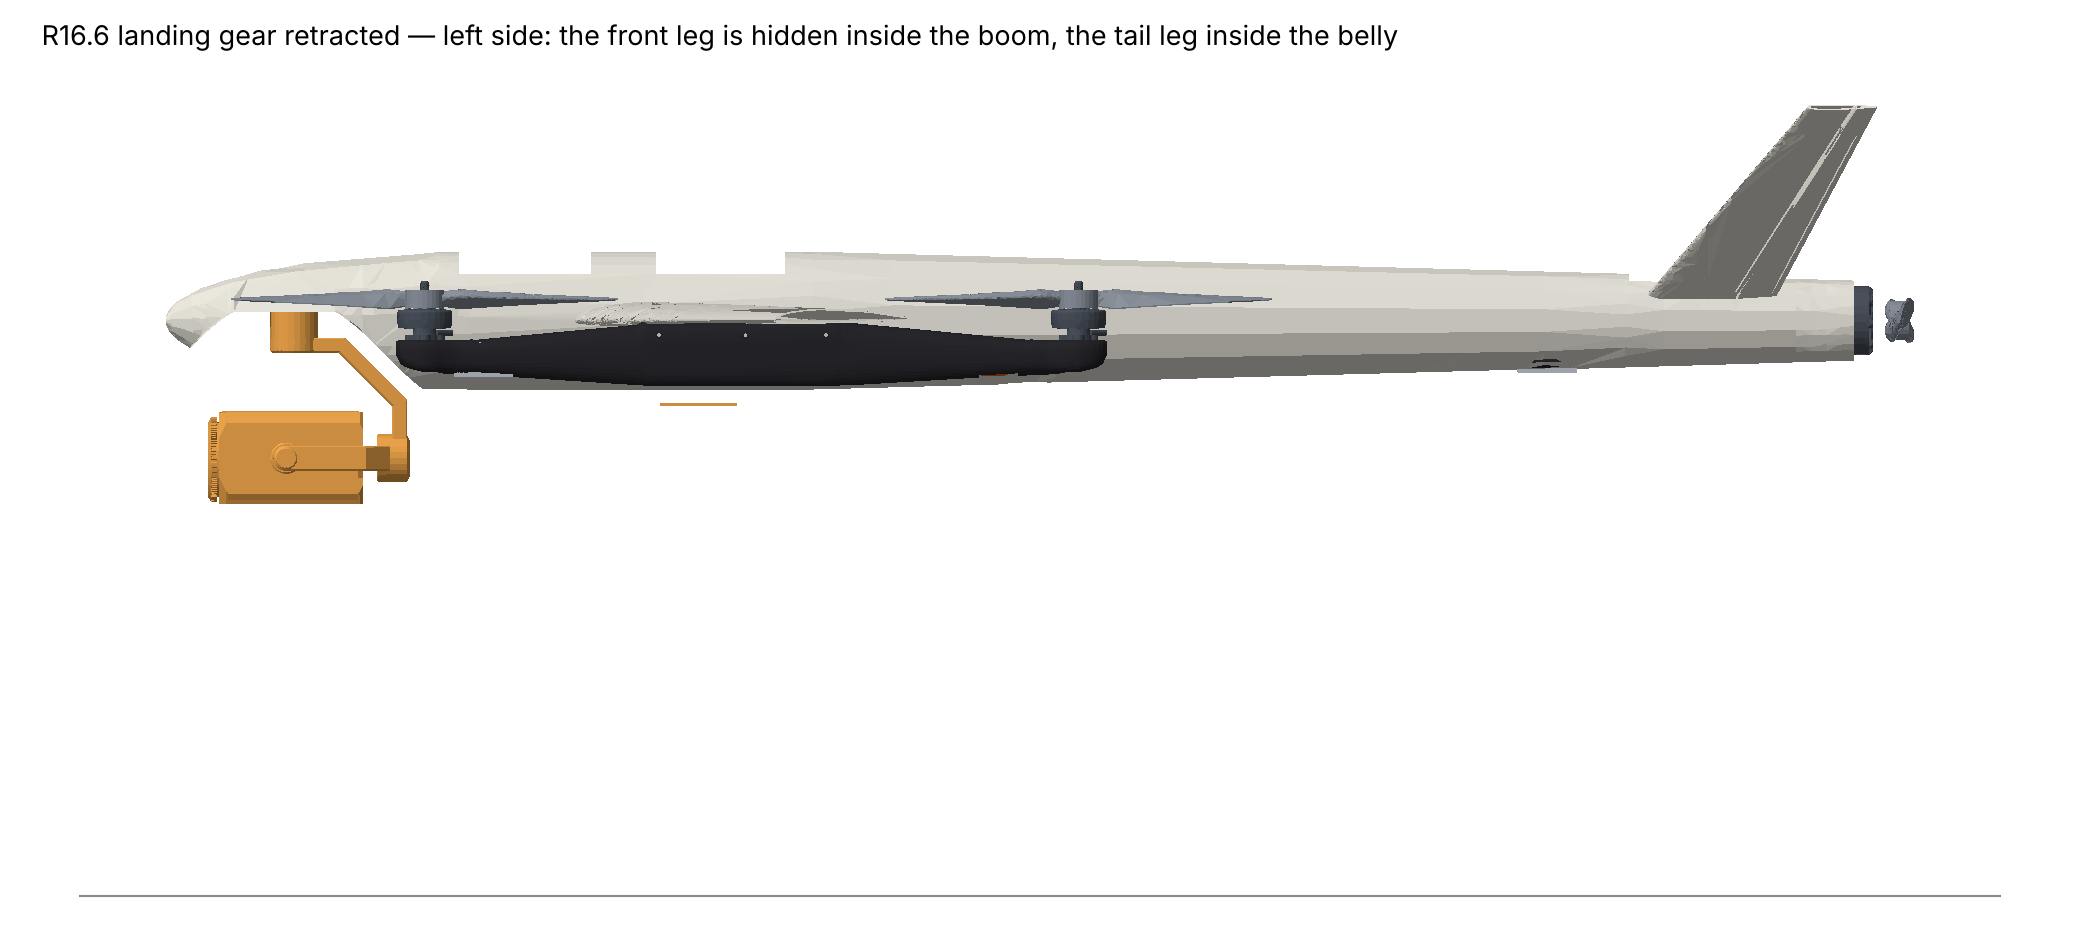 R16.6 landing gear retracted — left side: the front leg is hidden inside the boom, the tail leg inside the belly